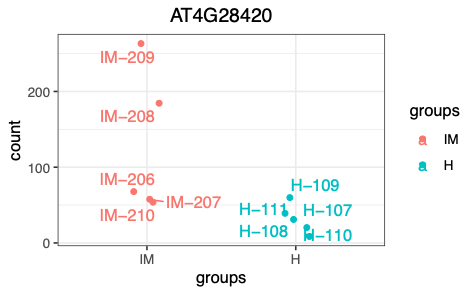 AT4G28420
count
200
100
0
IM-209
IM-208
IM-206
IM-207
IM-210
H-109
H-111
H-107
H-108
H-110
IM
H
groups
groups
a IM
a H